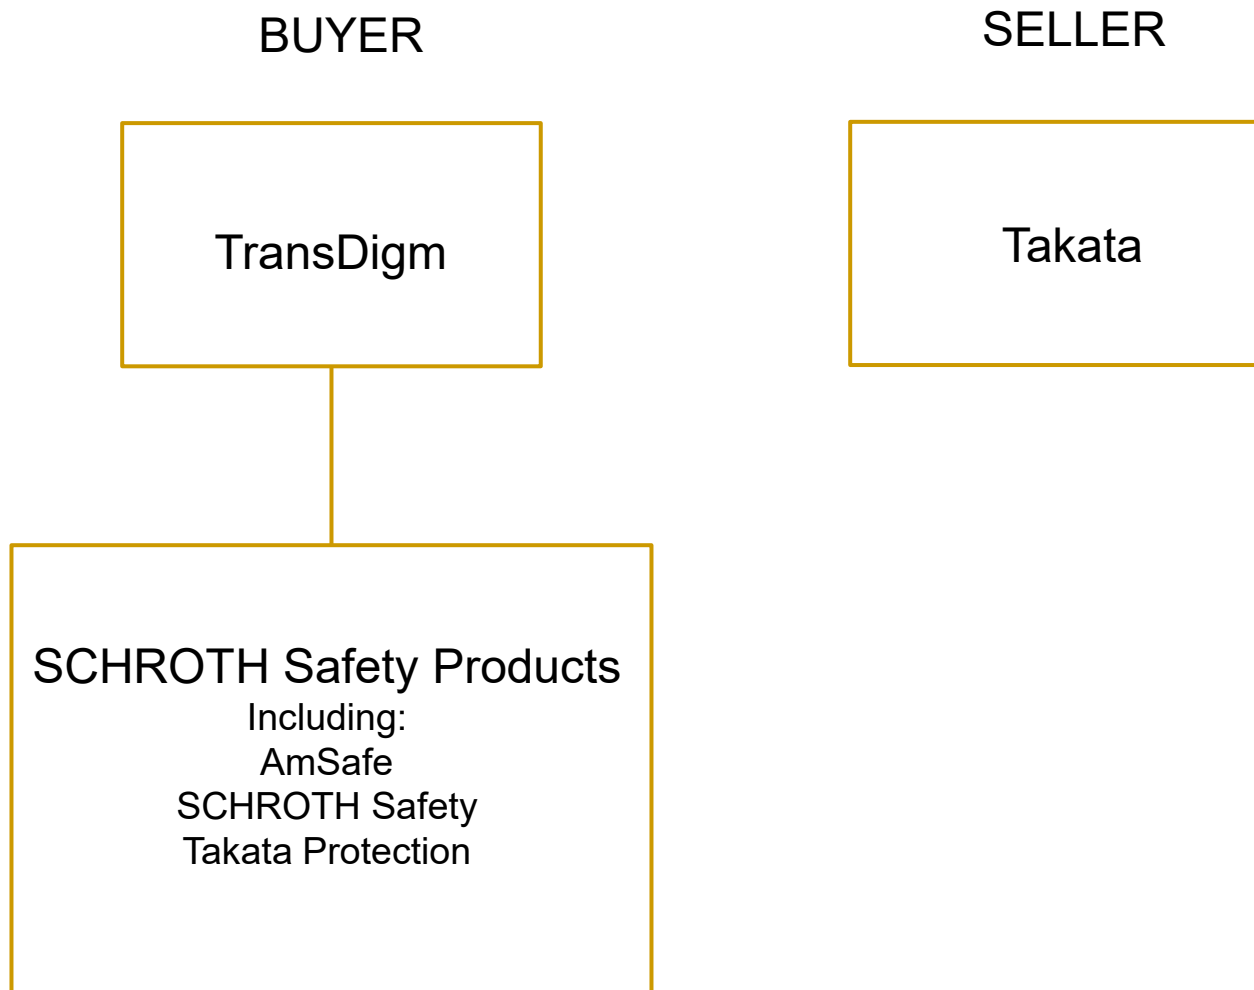 BUYER
SELLER
TransDigm
Takata
SCHROTH Safety Products
Including:
AmSafe
SCHROTH Safety
Takata Protection